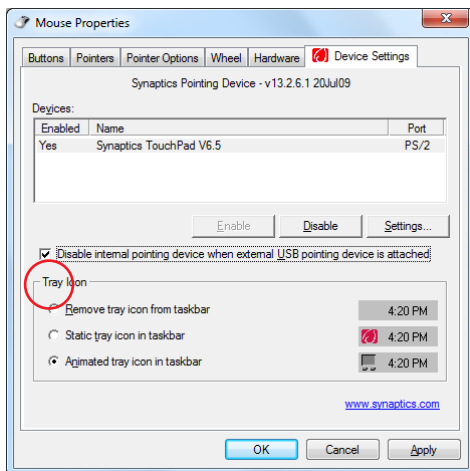 Mouse Properties
Buttons Pointers Pointer Options Wheel Hardware Device Settings
Synaptics Pointing Device - v13.2.6.1 20Jul09
Devices:
Enabled Name Port
Yes Synaptics TouchPad V6.5 PS/2
Enable Disable Settings...
Disable internal pointing device when external USB pointing device is attached
Tray Icon
Remove tray icon from taskbar 4:20 PM
Static tray icon in taskbar 4:20 PM
Animated tray icon in taskbar 4:20 PM
www.synaptics.com
OK Cancel Apply